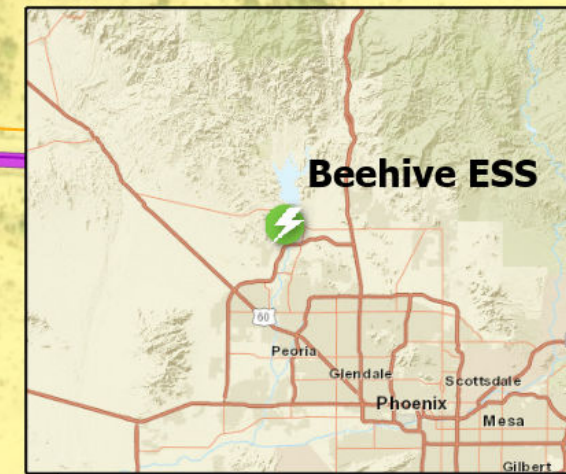 Beehive ESS
60
Peoria
Glendale
Scottsdale
Phoenix
Mesa
Gilbert